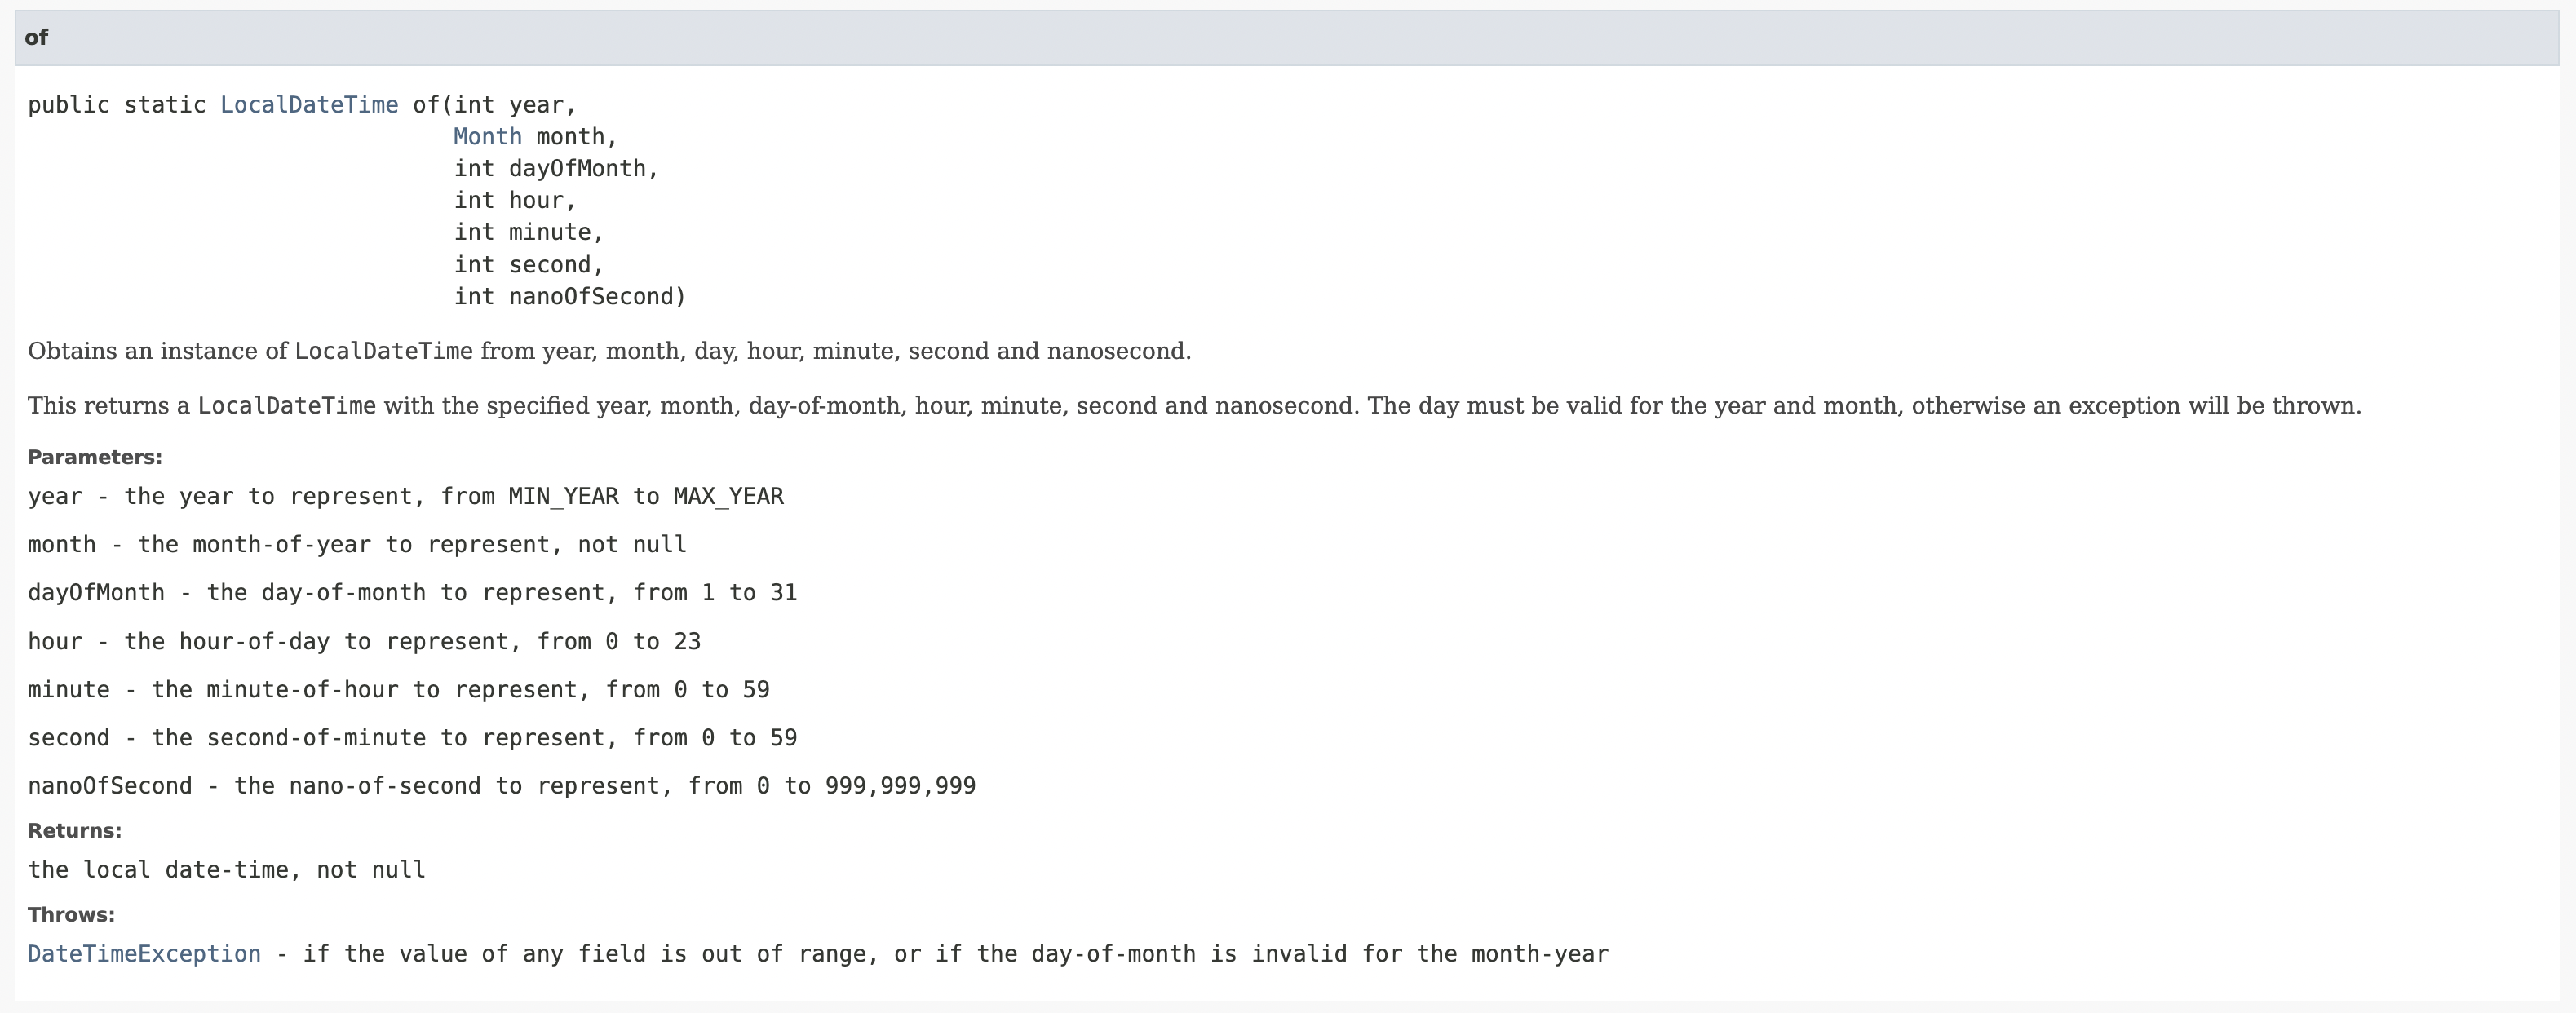 of
public static LocalDateTime of(int year,
Month month,
int dayOfMonth,
int hour,
int minute,
int second,
int nanoOfSecond)
Obtains an instance of LocalDateTime from year, month, day, hour, minute, second and nanosecond.
This returns a LocalDateTime with the specified year, month, day-of-month, hour, minute, second and nanosecond. The day must be valid for the year and month, otherwise an exception will be thrown.
Parameters:
year - the year to represent, from MIN_YEAR to MAX_YEAR
month - the month-of-year to represent, not null
dayOfMonth - the day-of-month to represent, from 1 to 31
hour - the hour-of-day to represent, from 0 to 23
minute - the minute-of-hour to represent, from 0 to 59
second - the second-of-minute to represent, from 0 to 59
nanoOfSecond - the nano-of-second to represent, from 0 to 999,999,999
Returns:
the local date-time, not null
Throws:
DateTimeException - if the value of any field is out of range, or if the day-of-month is invalid for the month-year